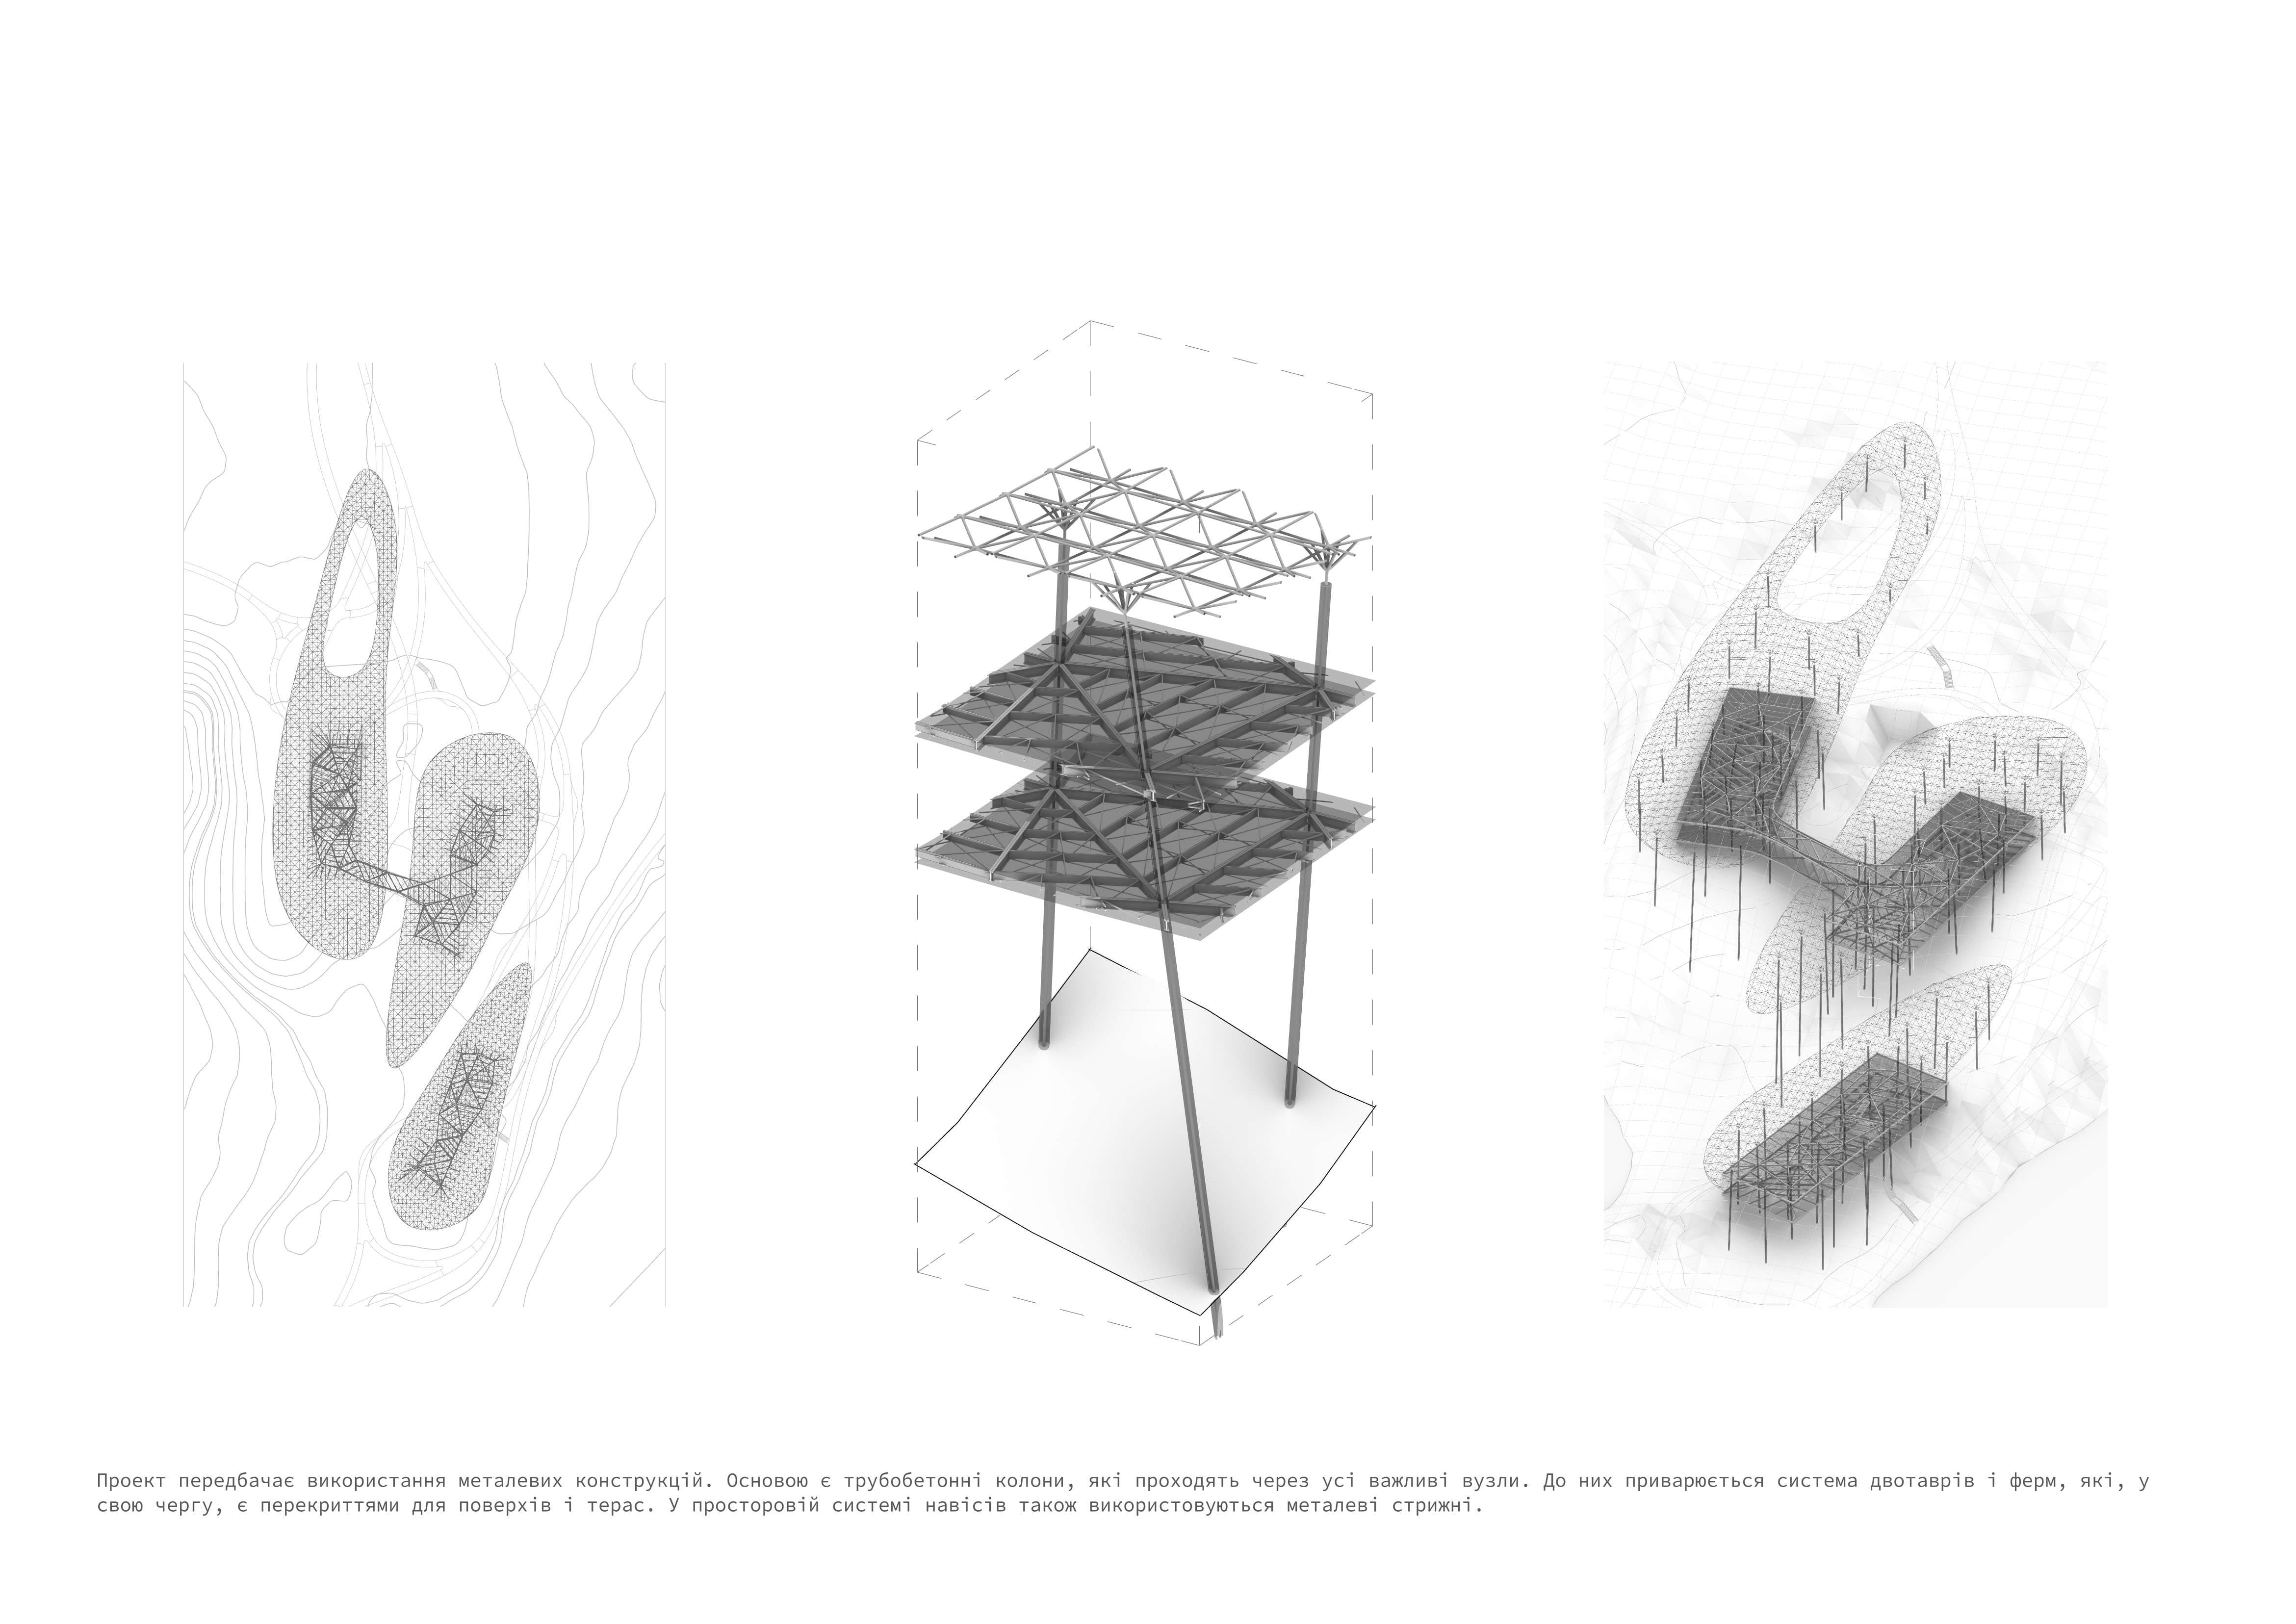 Проект передбачає використання металевих конструкцій. Основою є трубобетонні колони, які проходять через усі важливі вузли. До них приварюється система двотаврів і ферм, які, у
свою чергу, є перекриттями для поверхів і терас. У просторовій системі навісів також використовуються металеві стрижні.